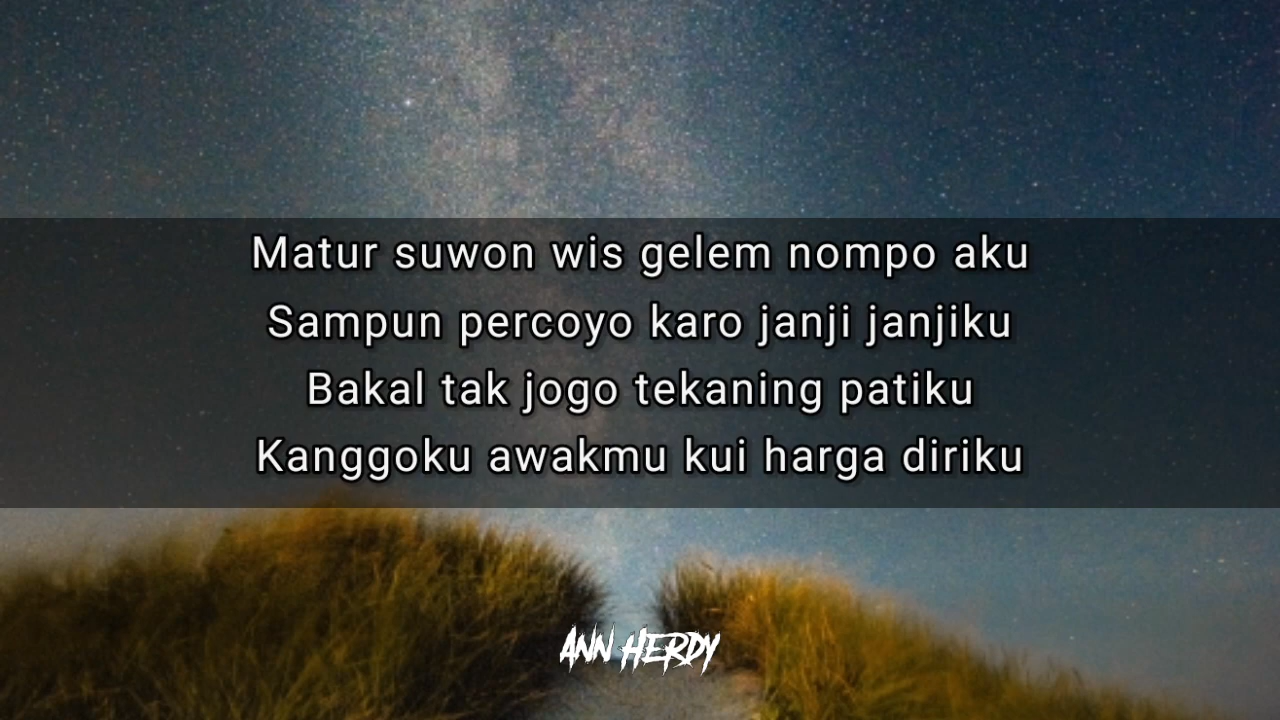 Matur suwon wis gelem nompo aku
Sampun percoyo karo janji janjiku
Bakal tak jogo tekaning patiku
Kanggoku awakmu kui harga diriku
ANN HERDY